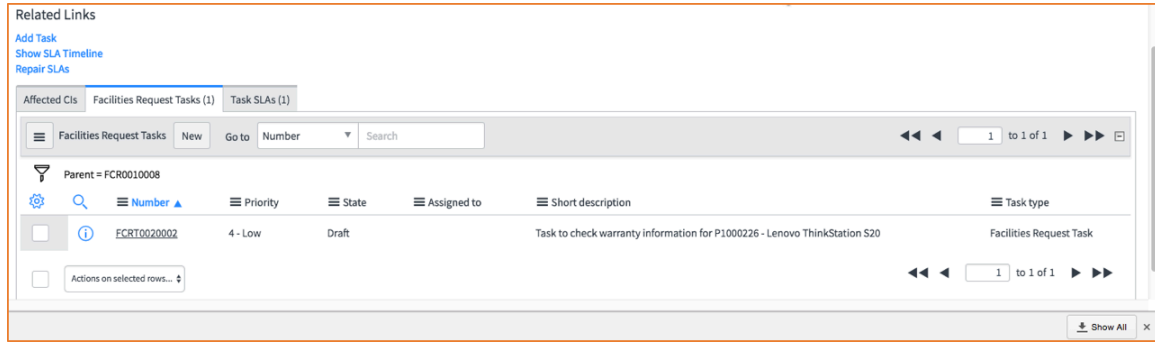 Related Links
Add Task
Show SLA Timeline
Repair SLAs
Affected CIs Facilities Request Tasks (1) Task SLAs (1)
Facilities Request Tasks New Go to Number Search 1 to 1 of 1
Parent = FCR0010008
Number Priority State Assigned to Short description Task type
FCRT0020002 4 - Low Draft Task to check warranty information for P1000226 - Lenovo ThinkStation S20 Facilities Request Task
Actions on selected rows... 1 to 1 of 1
Show All